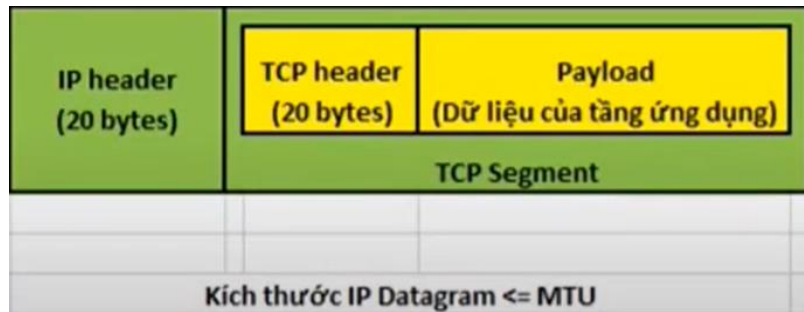 IP header
(20 bytes)
TCP header
(20 bytes)
Payload
(Dữ liệu của tầng ứng dụng)
TCP Segment
Kích thước IP Datagram <= MTU